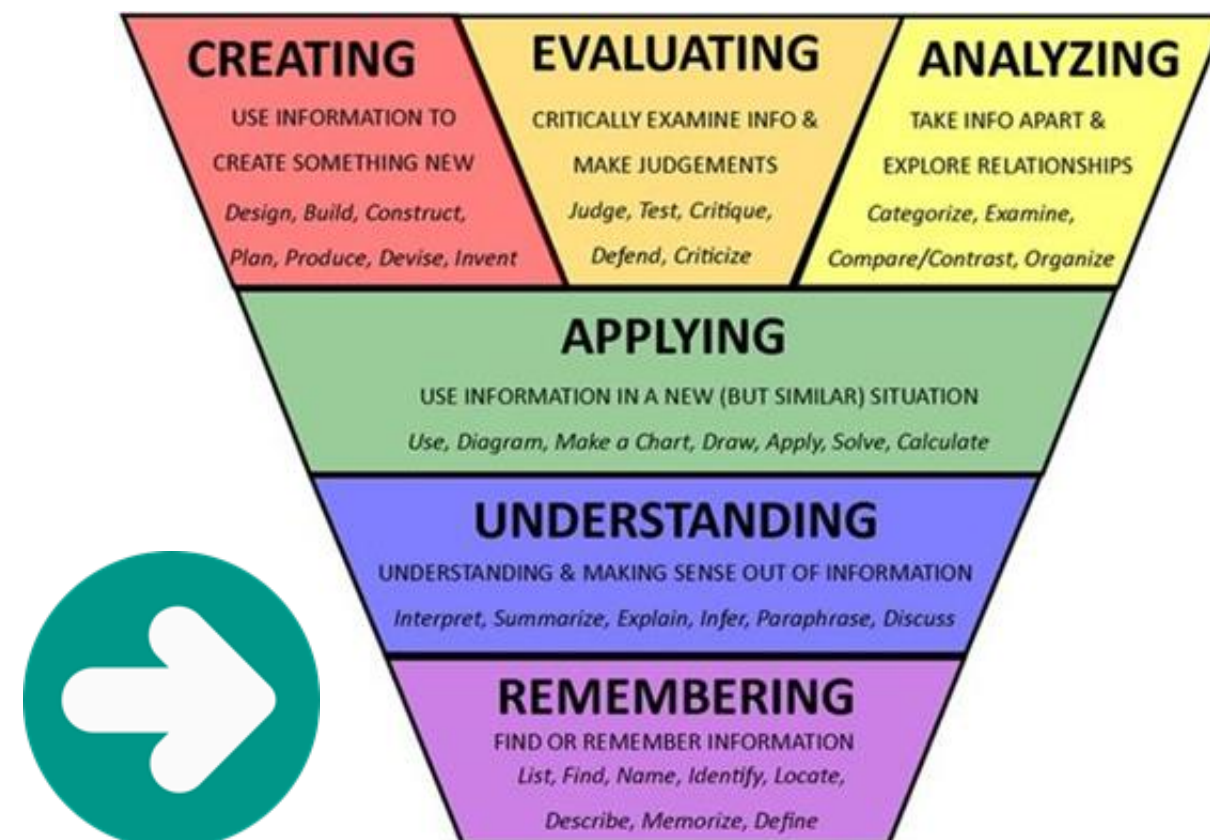 CREATING
USE INFORMATION TO
CREATE SOMETHING NEW
Design, Build, Construct,
Plan, Produce, Devise, Invent
EVALUATING
CRITICALLY EXAMINE INFO &
MAKE JUDGEMENTS
Judge, Test, Critique,
Defend, Criticize
ANALYZING
TAKE INFO APART &
EXPLORE RELATIONSHIPS
Categorize, Examine,
Compare/Contrast, Organize
APPLYING
USE INFORMATION IN A NEW (BUT SIMILAR) SITUATION
Use, Diagram, Make a Chart, Draw, Apply, Solve, Calculate
UNDERSTANDING
UNDERSTANDING & MAKING SENSE OUT OF INFORMATION
Interpret, Summarize, Explain, Infer, Paraphrase, Discuss
REMEMBERING
FIND OR REMEMBER INFORMATION
List, Find, Name, Identify, Locate,
Describe, Memorize, Define